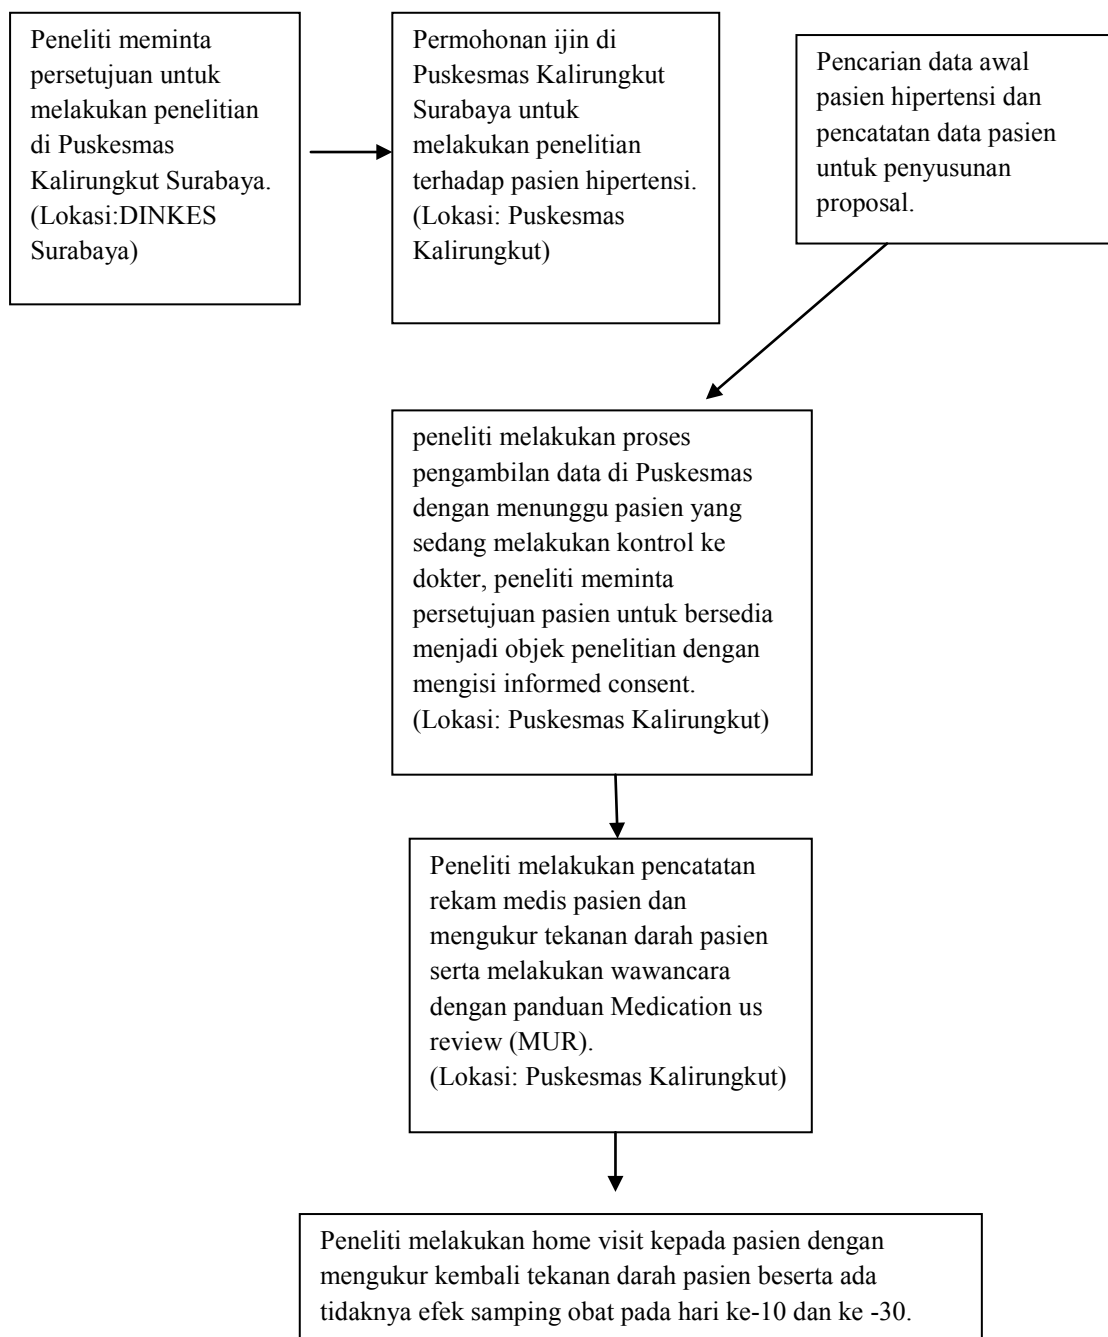 Peneliti meminta
persetujuan untuk
melakukan penelitian
di Puskesmas
Kalirungkut Surabaya.
(Lokasi:DINKES
Surabaya)
Permohonan ijin di
Puskesmas Kalirungkut
Surabaya untuk
melakukan penelitian
terhadap pasien hipertensi.
(Lokasi: Puskesmas
Kalirungkut)
Pencarian data awal
pasien hipertensi dan
pencatatan data pasien
untuk penyusunan
proposal.
peneliti melakukan proses
pengambilan data di Puskesmas
dengan menunggu pasien yang
sedang melakukan kontrol ke
dokter, peneliti meminta
persetujuan pasien untuk bersedia
menjadi objek penelitian dengan
mengisi informed consent.
(Lokasi: Puskesmas Kalirungkut)
Peneliti melakukan pencatatan
rekam medis pasien dan
mengukur tekanan darah pasien
serta melakukan wawancara
dengan panduan Medication us
review (MUR).
(Lokasi: Puskesmas Kalirungkut)
Peneliti melakukan home visit kepada pasien dengan
mengukur kembali tekanan darah pasien beserta ada
tidaknya efek samping obat pada hari ke-10 dan ke -30.